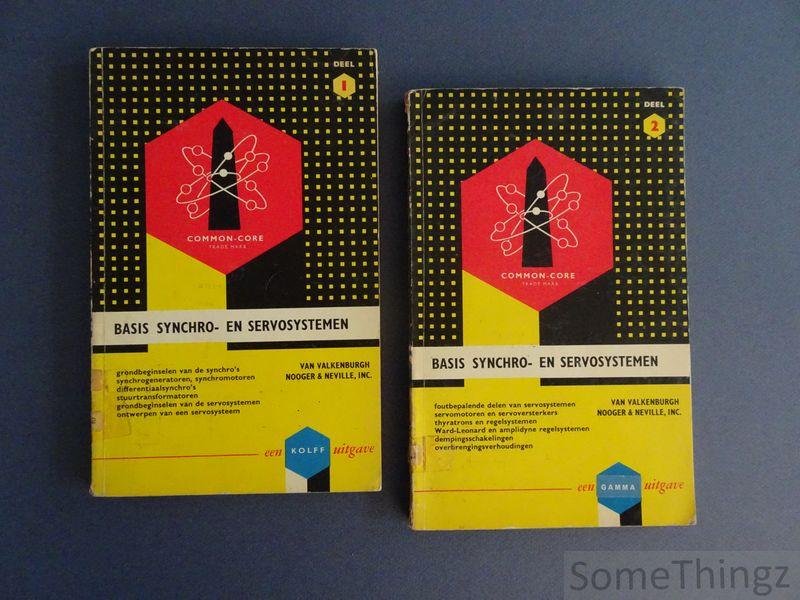 DEEL
1
COMMON-CORE
TRADE MARK
BASIS SYNCHRO- EN SERVOSYSTEMEN
grondbeginselen van de synchro's
synchrogeneratoren, synchromotoren
differentiaalsynchro's
stuurtransformatoren
grondbeginselen van de servosystemen
ontwerpen van een servosysteem
VAN VALKENBURGH
NOOGER & NEVILLE, INC.
een KOLFF uitgave
DEEL
2
COMMON-CORE
TRADE MARK
BASIS SYNCHRO- EN SERVOSYSTEMEN
foutbepalende delen van servosystemen
servomotoren en servoversterkers
thyratrons en regelsystemen
Ward-Leonard en amplidyne regelsystemen
dempingsschakelingen
overbrengingsverhoudingen
VAN VALKENBURGH
NOOGER & NEVILLE, INC.
een GAMMA uitgave
SomeThingz